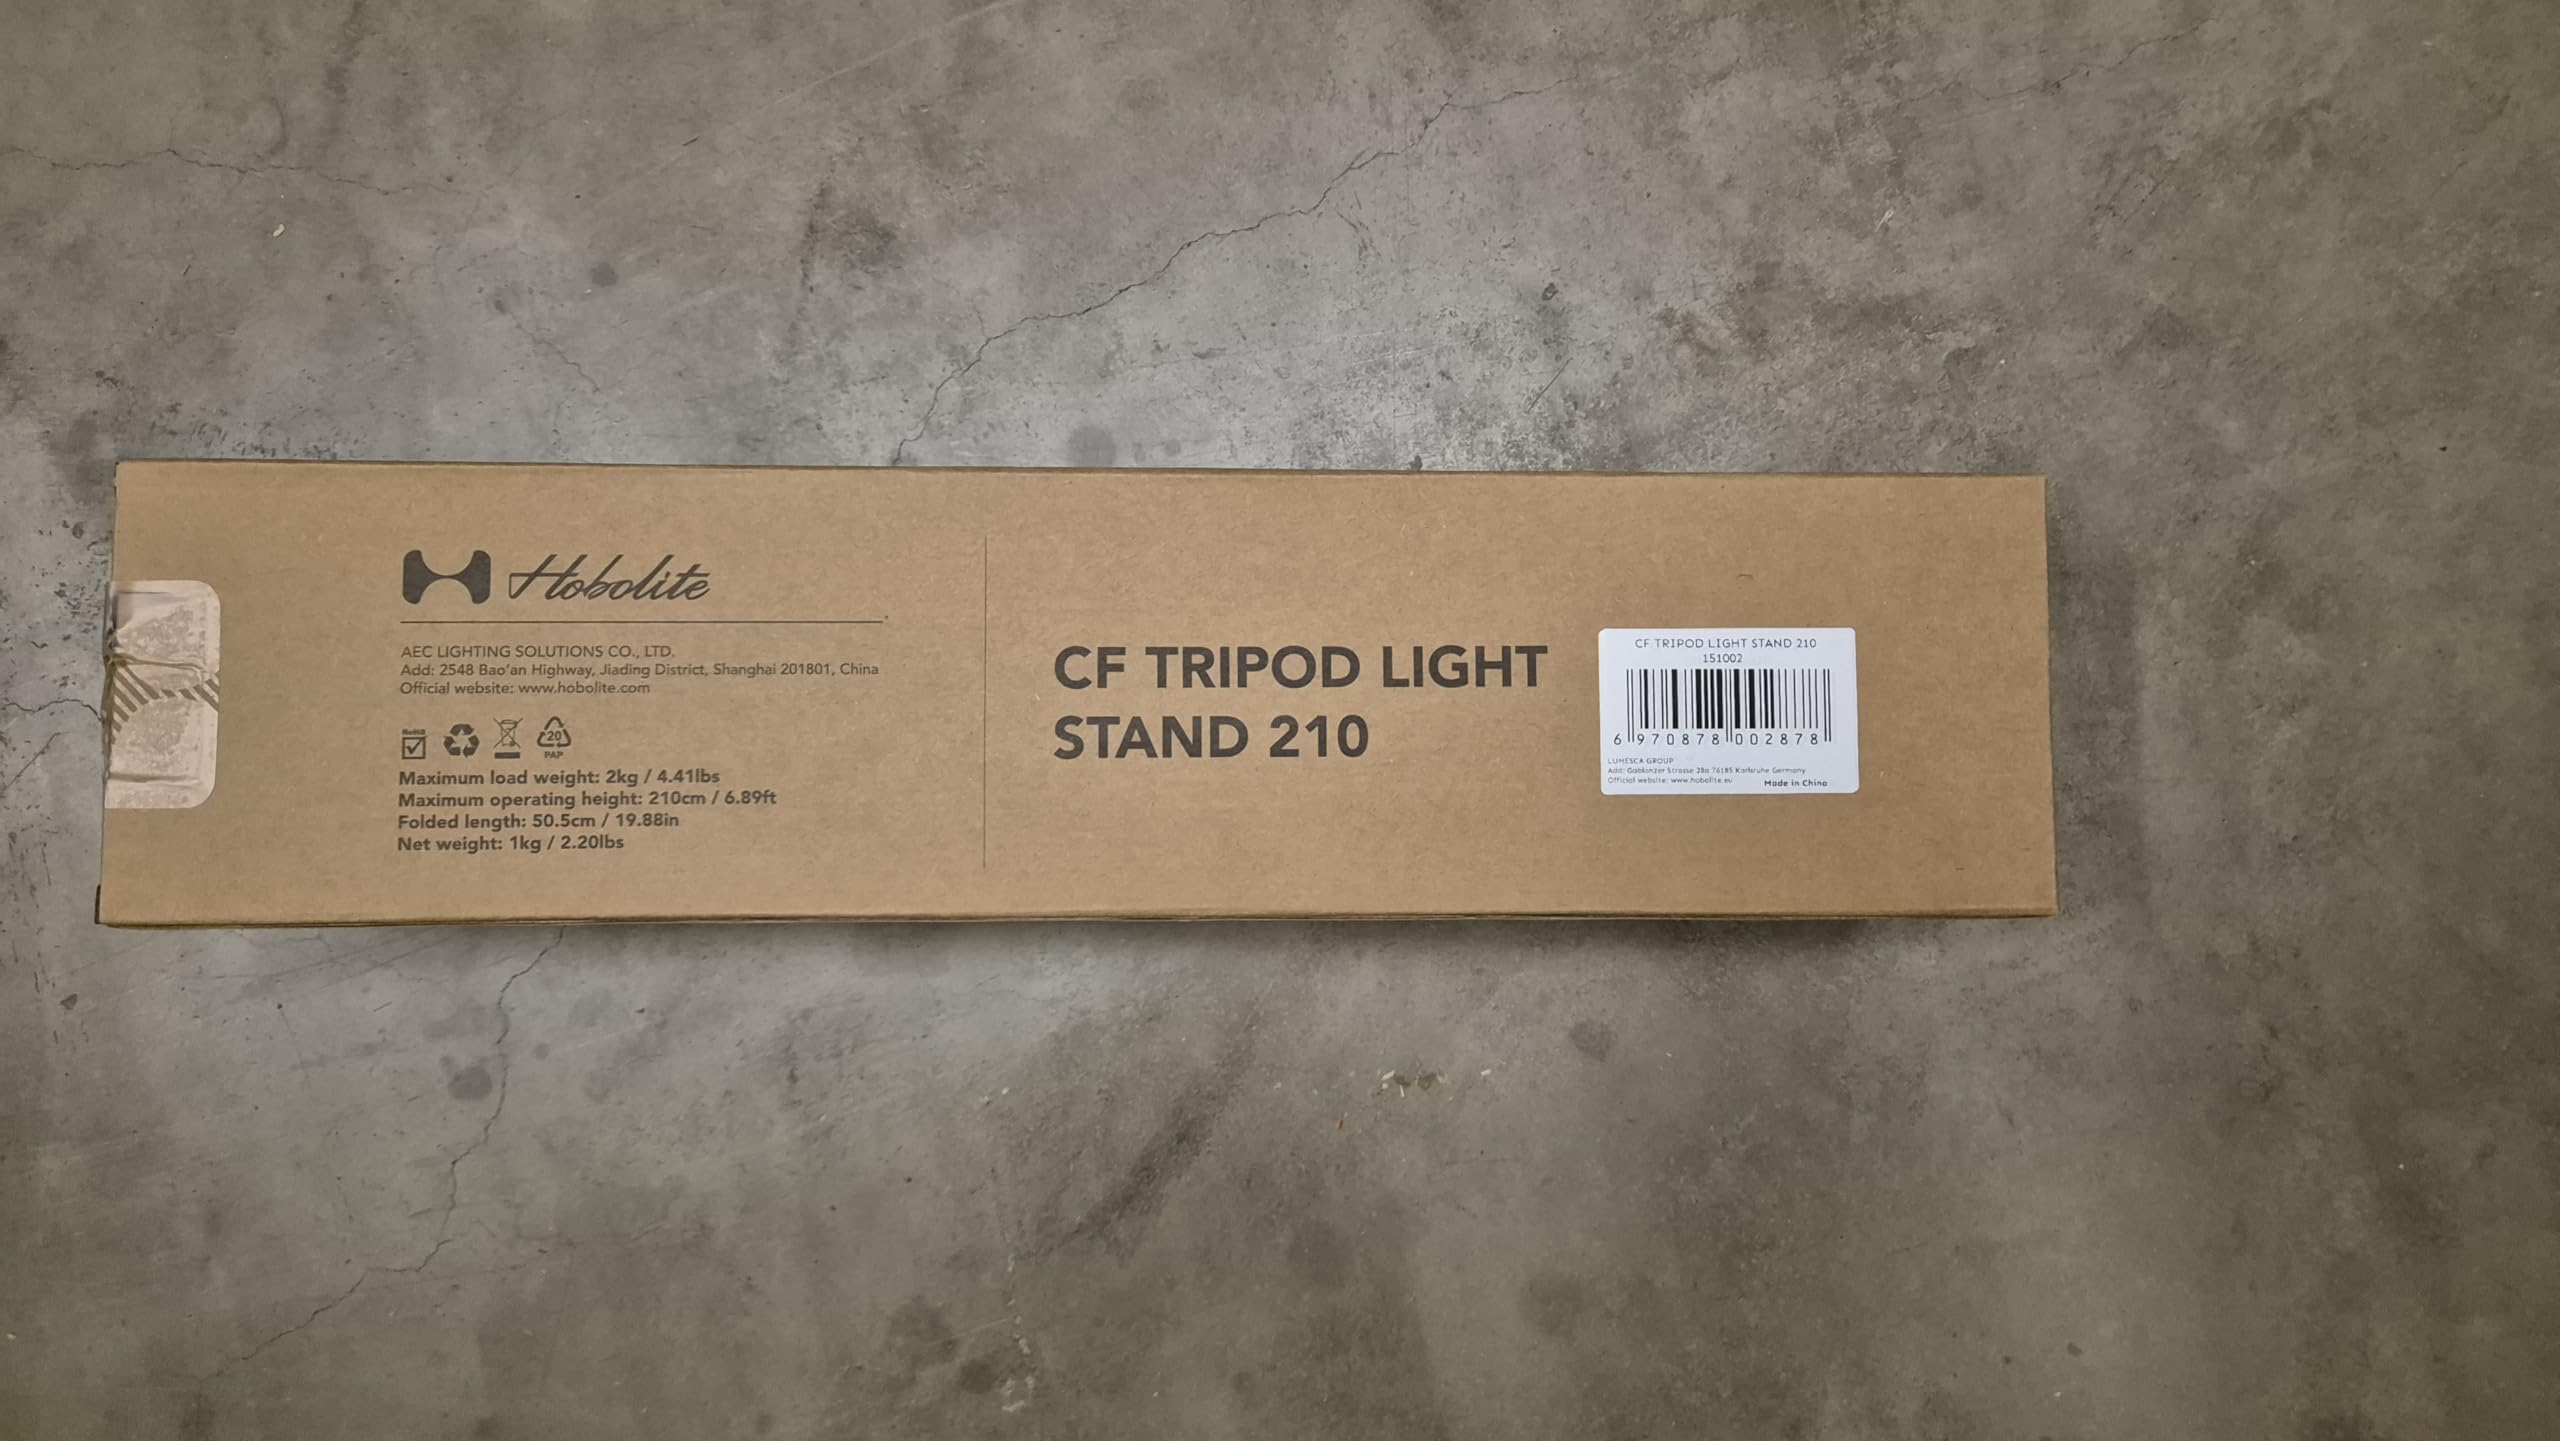 Hobolite
AEC LIGHTING SOLUTIONS CO., LTD.
Add: 2548 Bao'an Highway, Jiading District, Shanghai 201801, China
Official website: www.hobolite.com
RoHS
20
PAP
Maximum load weight: 2kg / 4.41lbs
Maximum operating height: 210cm / 6.89ft
Folded length: 50.5cm / 19.88in
Net weight: 1kg / 2.20lbs
CF TRIPOD LIGHT
STAND 210
CF TRIPOD LIGHT STAND 210
151002
6 970878 002878
LUMESCA GROUP
Add: Gablonzer Strasse 28a 76185 Karlsruhe Germany
Official website: www.hobolite.eu
Made in China